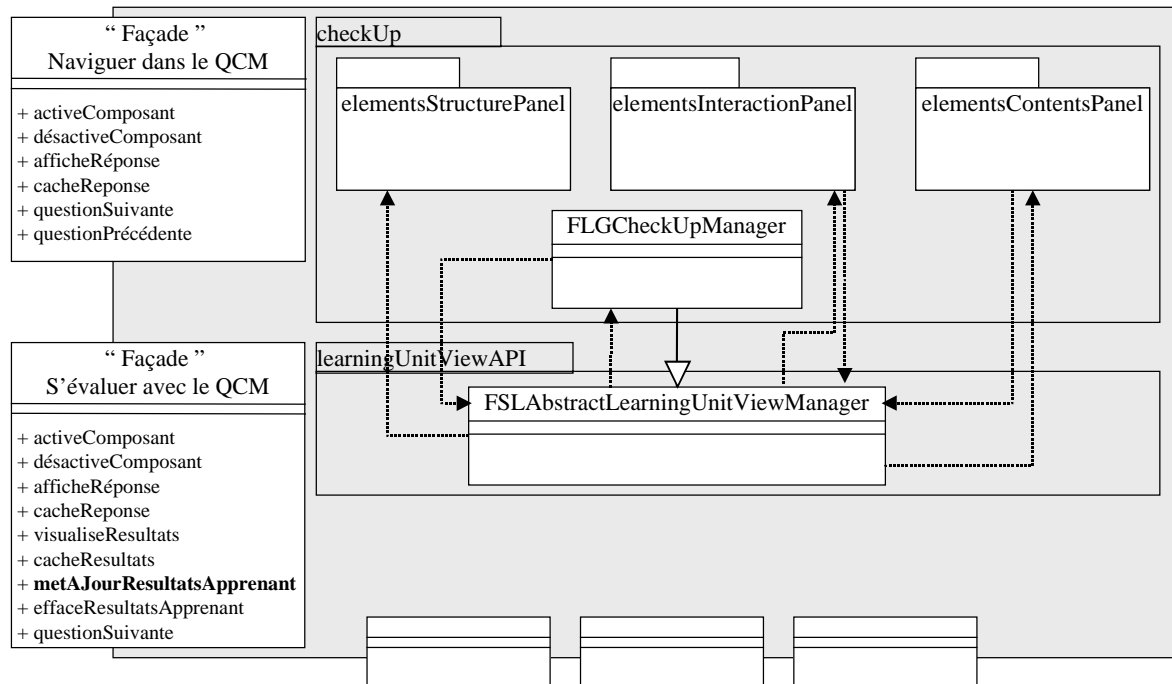 “ Façade ”
Naviguer dans le QCM
+ activeComposant
+ désactiveComposant
+ afficheRéponse
+ cacheReponse
+ questionSuivante
+ questionPrécédente
checkUp
elementsStructurePanel
elementsInteractionPanel
elementsContentsPanel
FLGCheckUpManager
“ Façade ”
S’évaluer avec le QCM
+ activeComposant
+ désactiveComposant
+ afficheRéponse
+ cacheReponse
+ visualiseResultats
+ cacheResultats
+ metAJourResultatsApprenant
+ effaceResultatsApprenant
+ questionSuivante
learningUnitViewAPI
FSLAbstractLearningUnitViewManager